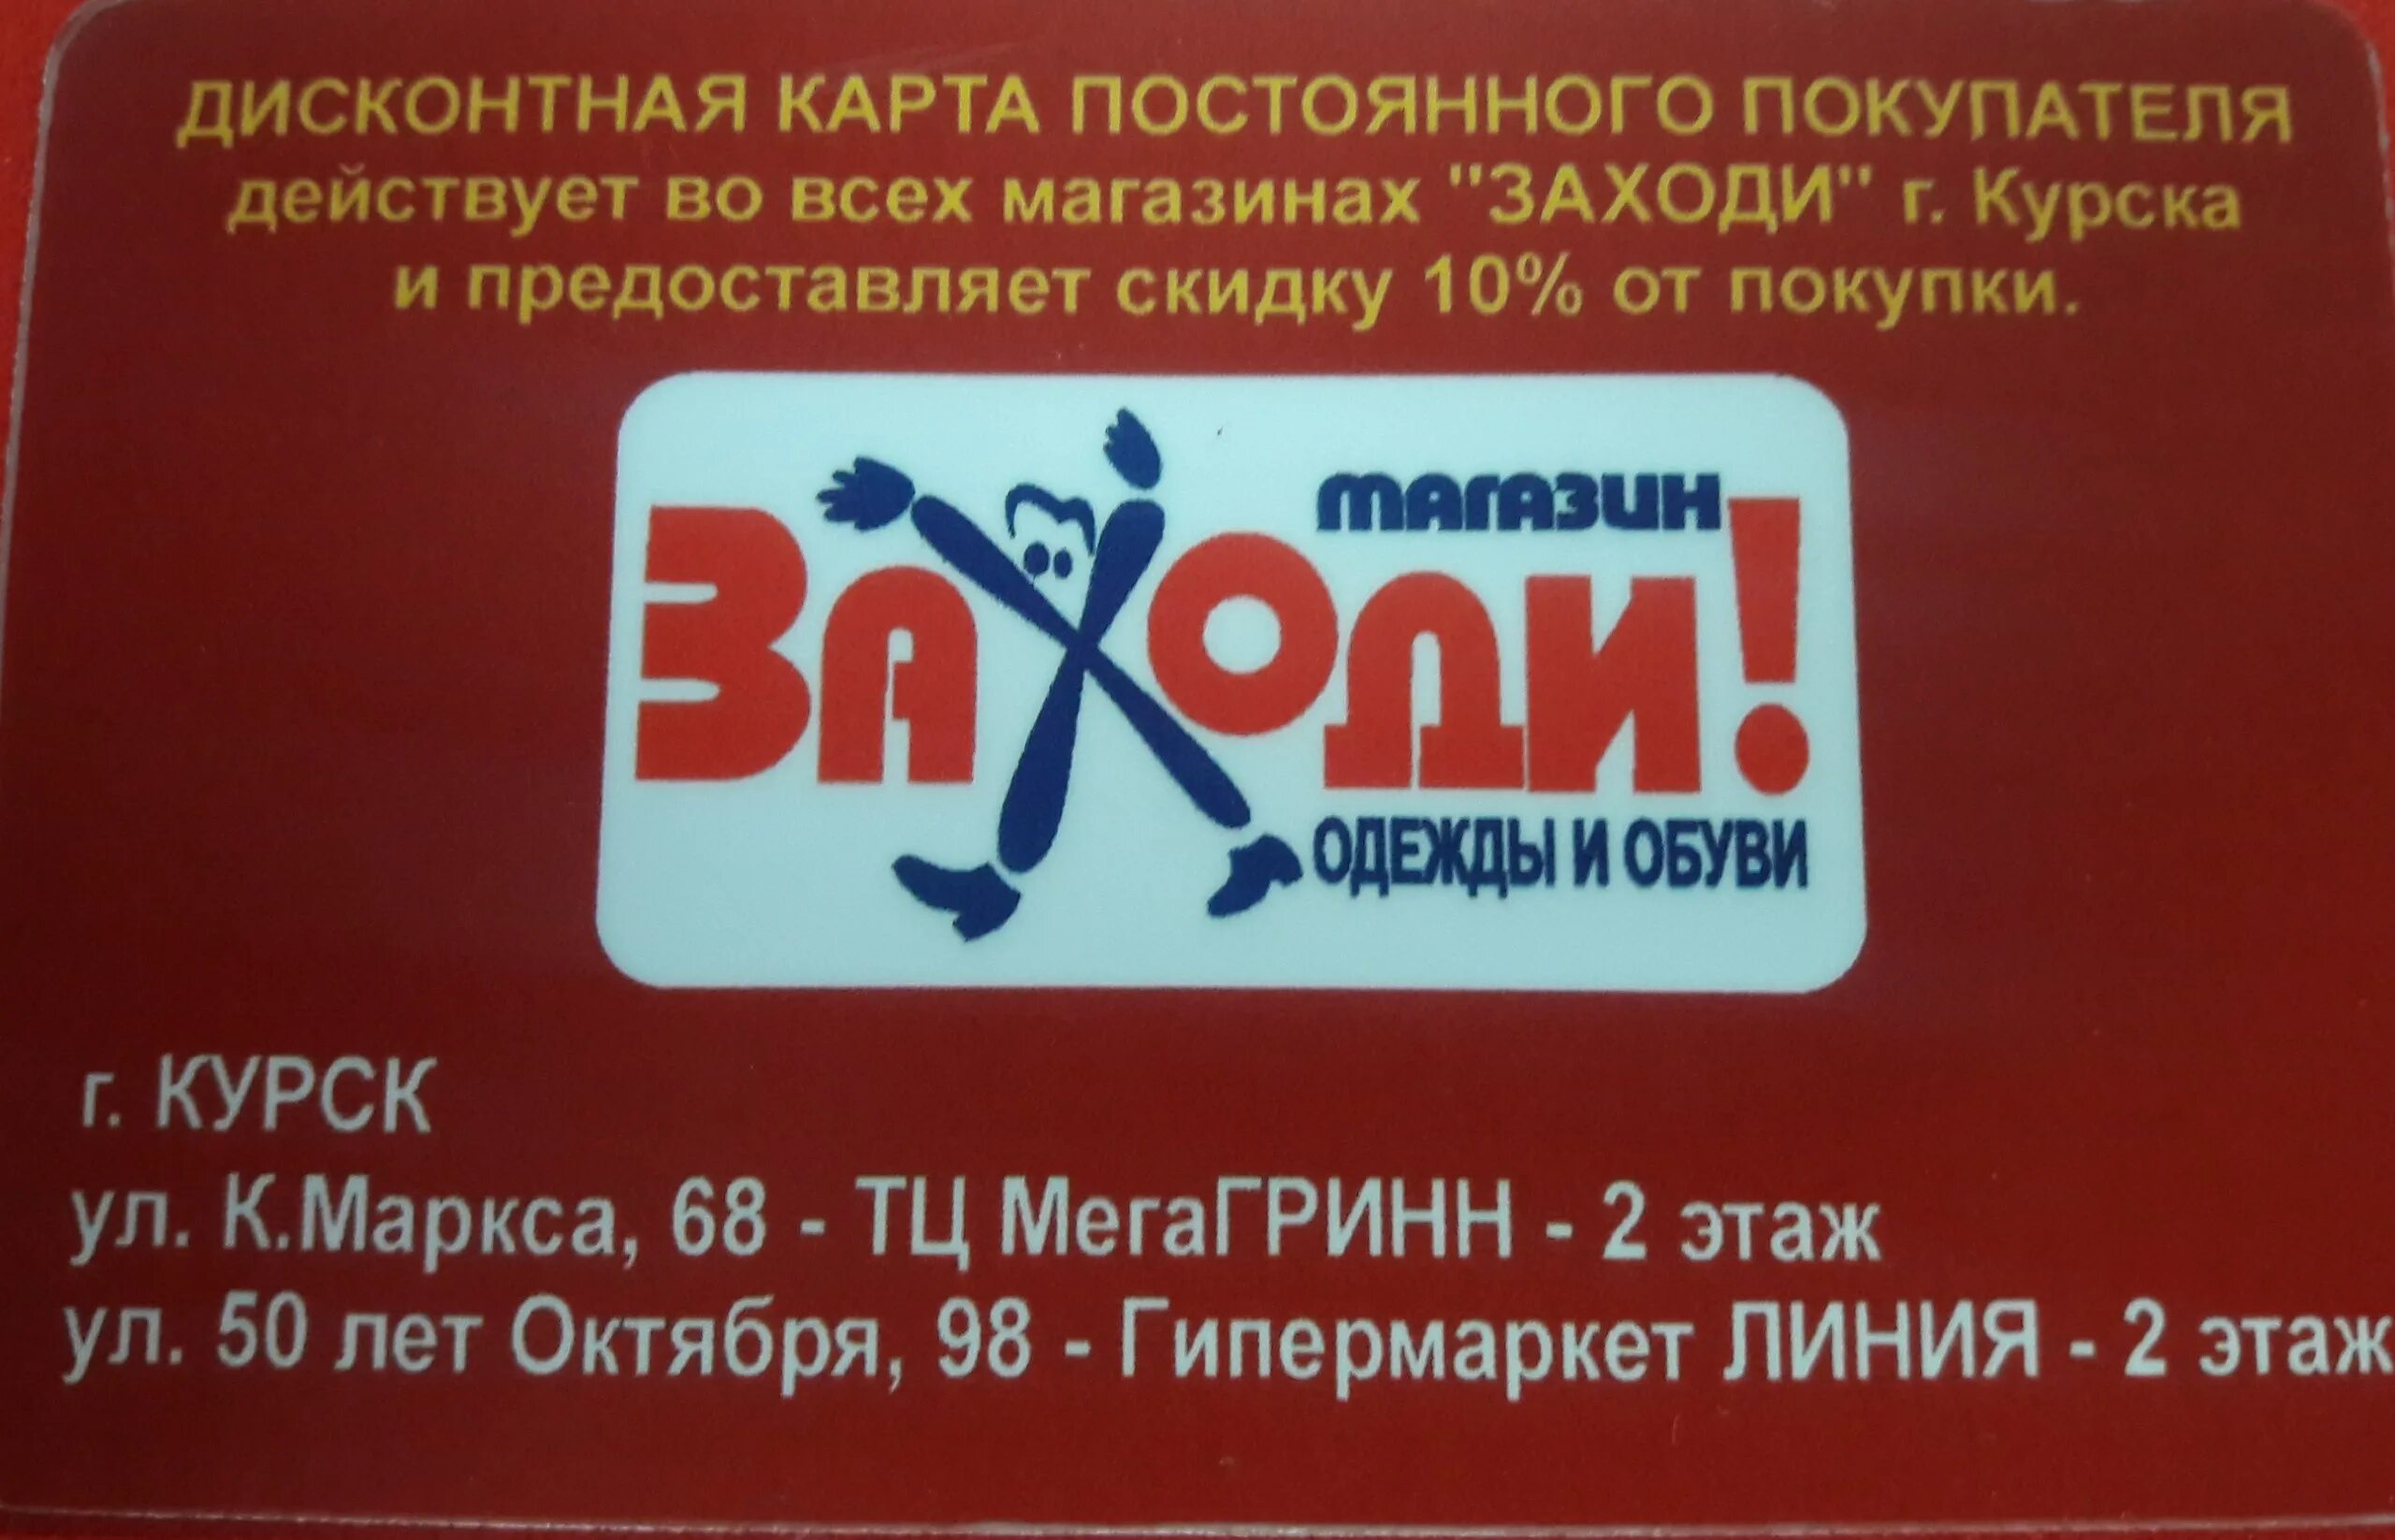 ДИСКОНТНАЯ КАРТА ПОСТОЯННОГО ПОКУПАТЕЛЯ
действует во всех магазинах "ЗАХОДИ" г. Курска
и предоставляет скидку 10% от покупки.
магазин
ЗАХОДИ!
ОДЕЖДЫ И ОБУВИ
г. КУРСК
ул. К.Маркса, 68 - ТЦ МегаГРИНН - 2 этаж
ул. 50 лет Октября, 98 - Гипермаркет ЛИНИЯ - 2 этаж